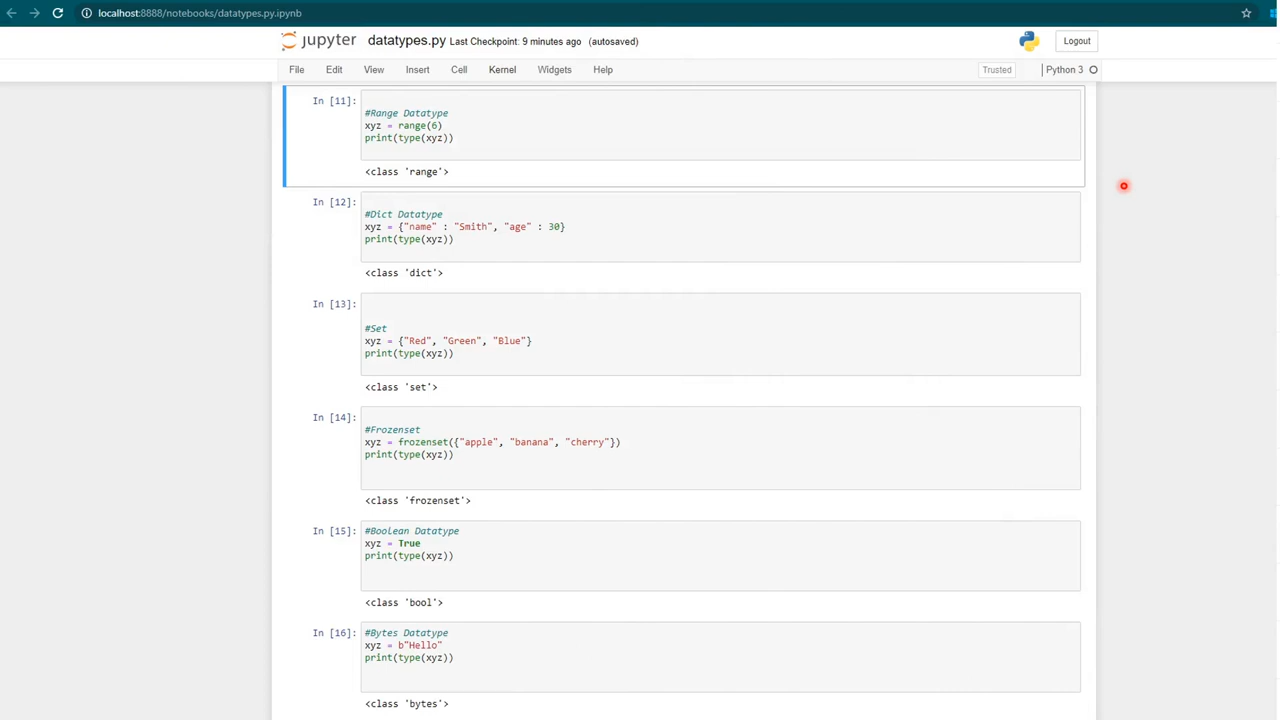 localhost:8888/notebooks/datatypes.py.ipynb
jupyter datatypes.py Last Checkpoint: 9 minutes ago (autosaved) Logout
File Edit View Insert Cell Kernel Widgets Help Trusted Python 3
In [11]:
#Range Datatype
xyz = range(6)
print(type(xyz))
<class 'range'>
In [12]:
#Dict Datatype
xyz = {"name" : "Smith", "age" : 30}
print(type(xyz))
<class 'dict'>
In [13]:
#Set
xyz = {"Red", "Green", "Blue"}
print(type(xyz))
<class 'set'>
In [14]:
#Frozenset
xyz = frozenset({"apple", "banana", "cherry"})
print(type(xyz))
<class 'frozenset'>
In [15]:
#Boolean Datatype
xyz = True
print(type(xyz))
<class 'bool'>
In [16]:
#Bytes Datatype
xyz = b"Hello"
print(type(xyz))
<class 'bytes'>